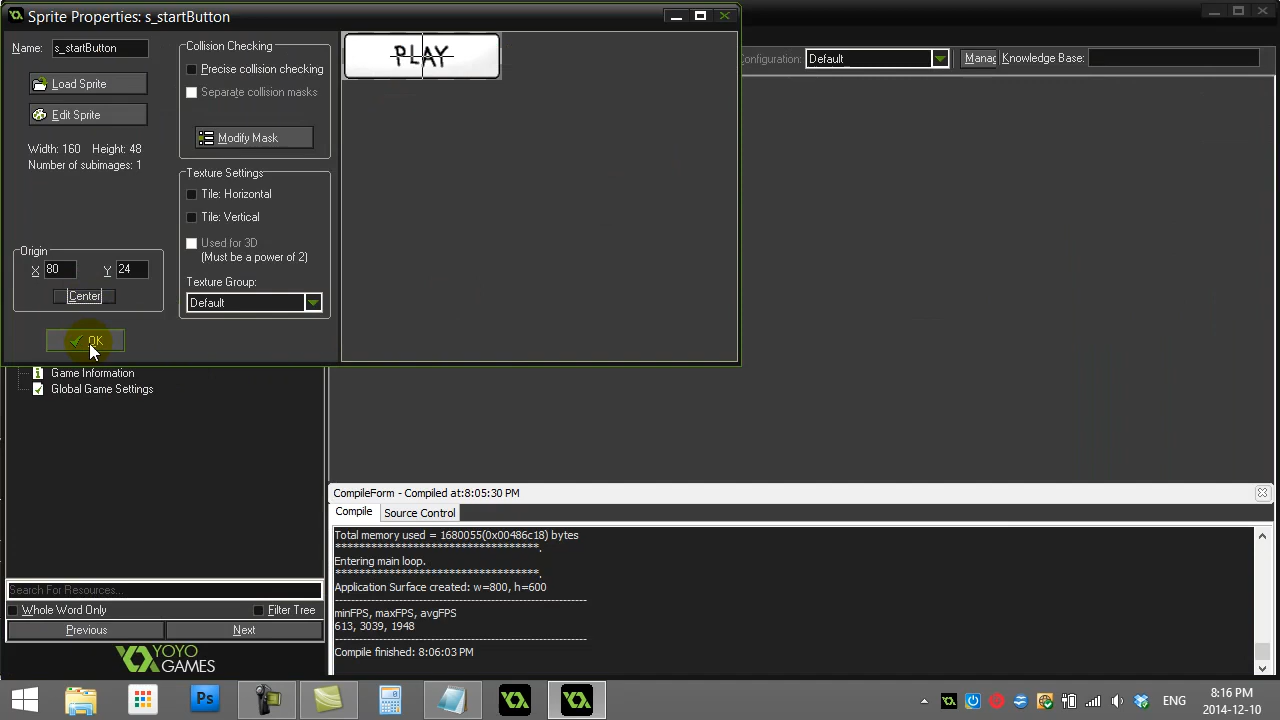 Sprite Properties: s_startButton
Name: s_startButton
Load Sprite
Edit Sprite
Width: 160 Height: 48
Number of subimages: 1
Origin
X 80 Y 24
Center
OK
Collision Checking
Precise collision checking
Separate collision masks
Modify Mask
Texture Settings
Tile: Horizontal
Tile: Vertical
Used for 3D
(Must be a power of 2)
Texture Group:
Default
PLAY
Default
Manag
Knowledge Base:
Game Information
Global Game Settings
Search For Resources...
Whole Word Only Filter Tree
Previous Next
YOYO
GAMES
CompileForm - Compiled at:8:05:30 PM
Compile Source Control
Total memory used = 1680055(0x00486c18) bytes
***********************************.
Entering main loop.
***********************************.
Application Surface created: w=800, h=600
--------------------------------------------------------------
minFPS, maxFPS, avgFPS
613, 3039, 1948
--------------------------------------------------------------
Compile finished: 8:06:03 PM
Ps
ENG
8:16 PM
2014-12-10